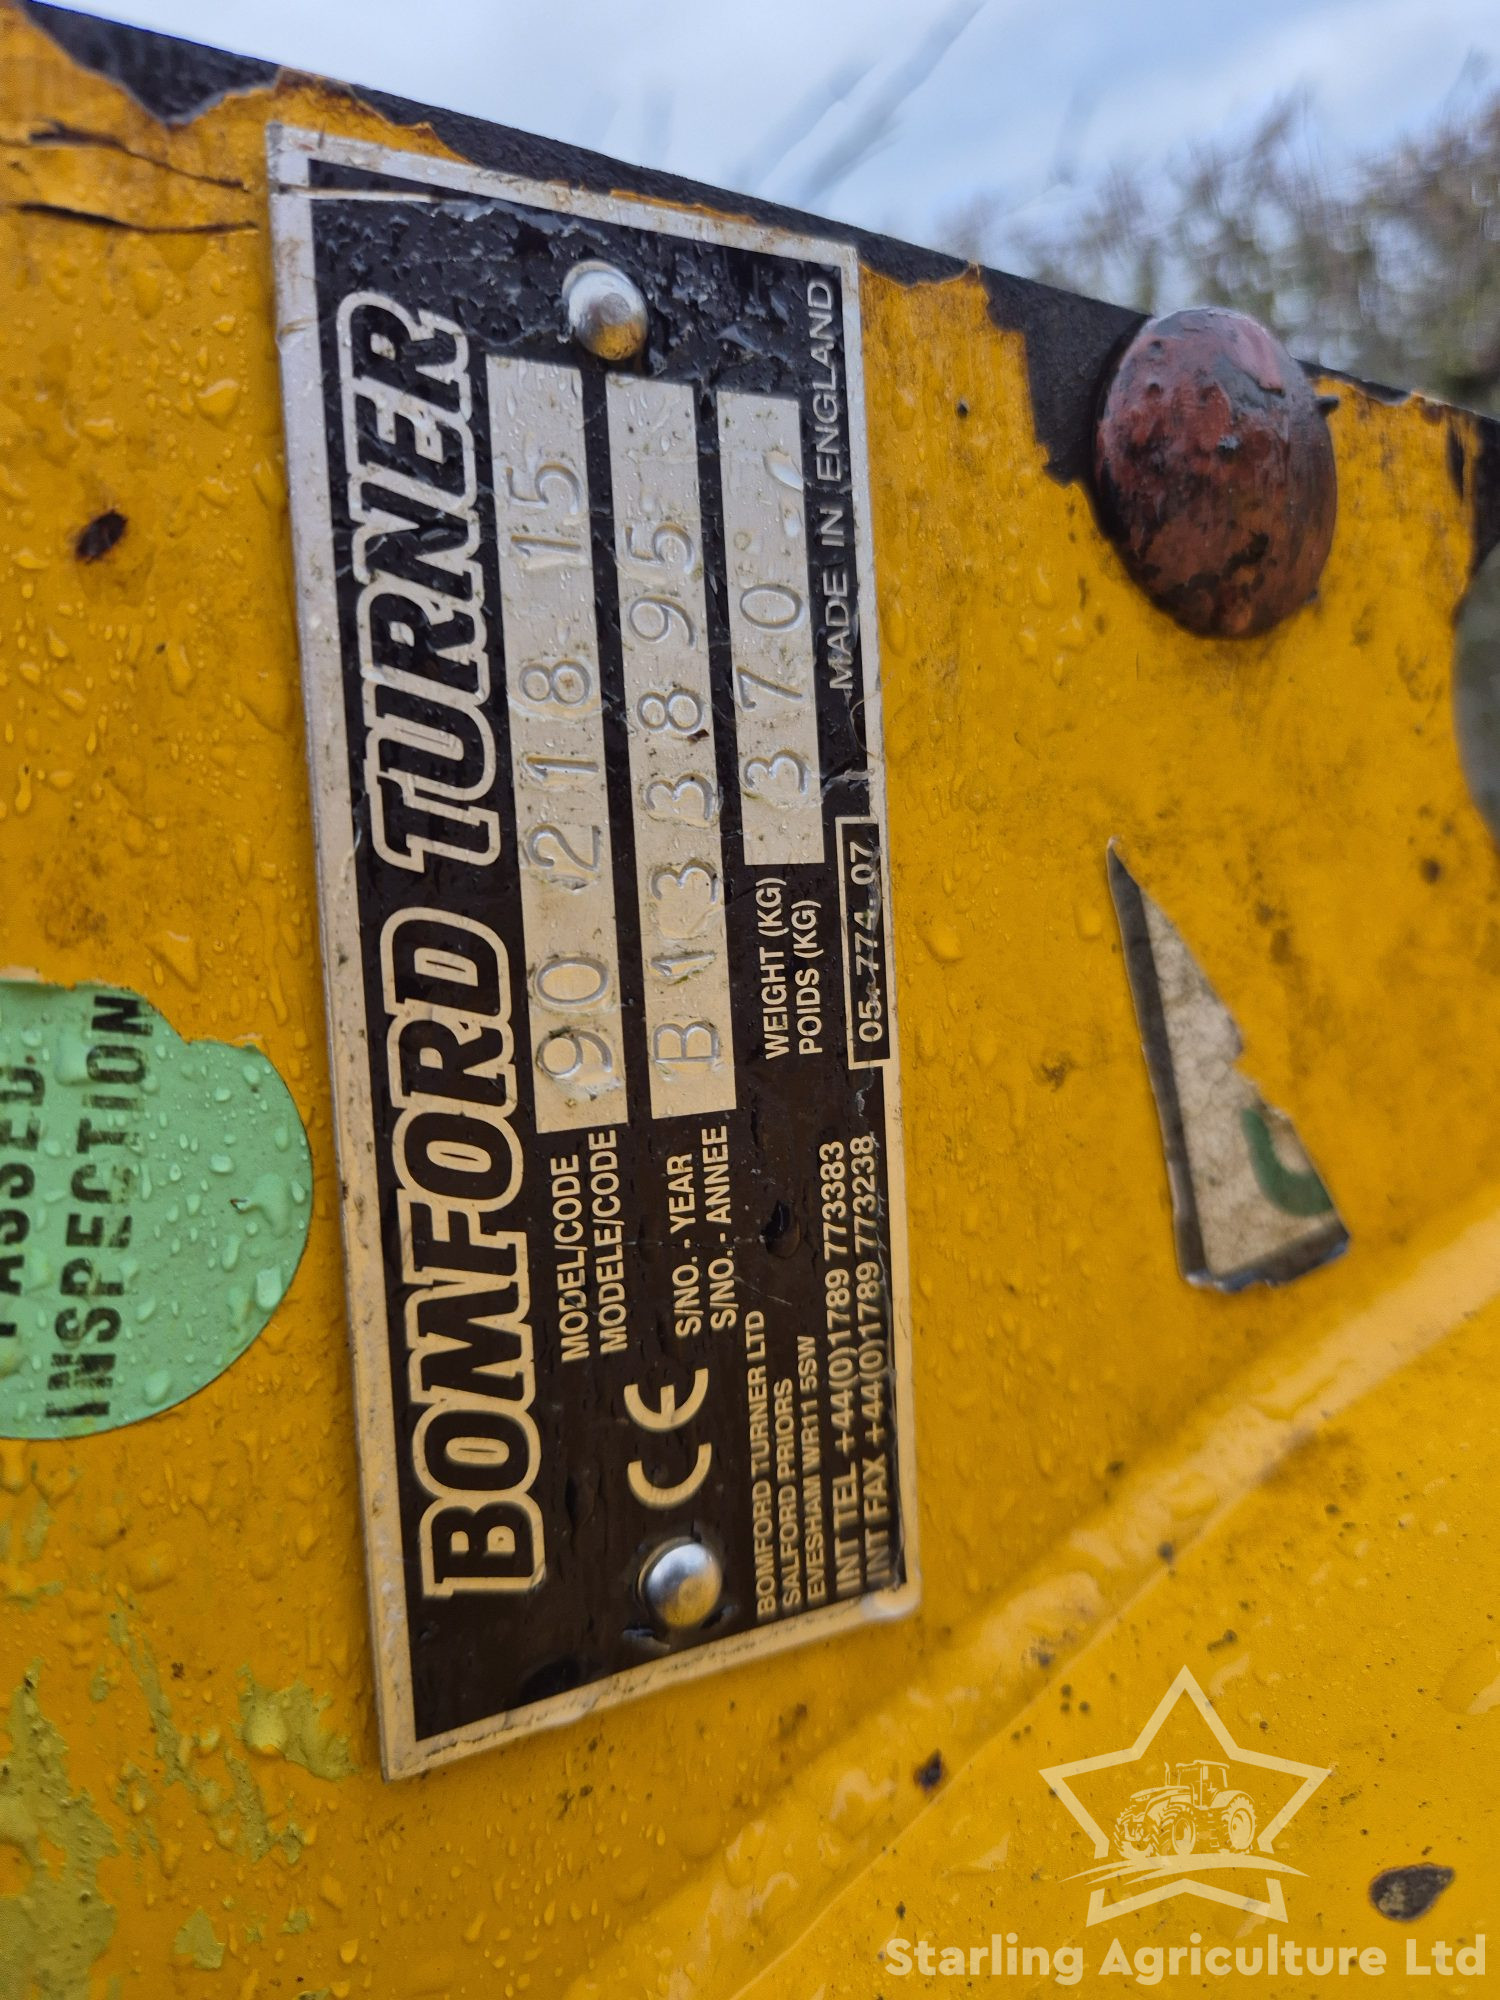 BOMFORD TURNER
MODEL/CODE
MODELE/CODE
90 218 15
S/NO. - YEAR
S/NO. - ANNEE
B133895
CE
WEIGHT (KG)
POIDS (KG)
370
BOMFORD TURNER LTD
SALFORD PRIORS
EVESHAM WR11 5SW
INT TEL +44(0)1789 773383
INT FAX +44(0)1789 773238
05.774.07
MADE IN ENGLAND
PASSED.
INSPECTION
Starling Agriculture Ltd